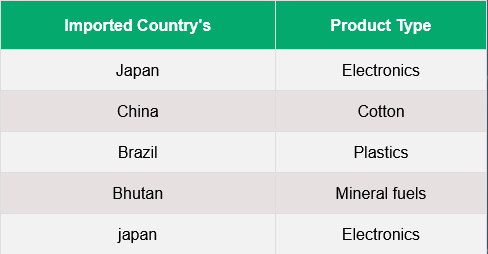 Imported Country's Product Type
Japan Electronics
China Cotton
Brazil Plastics
Bhutan Mineral fuels
japan Electronics